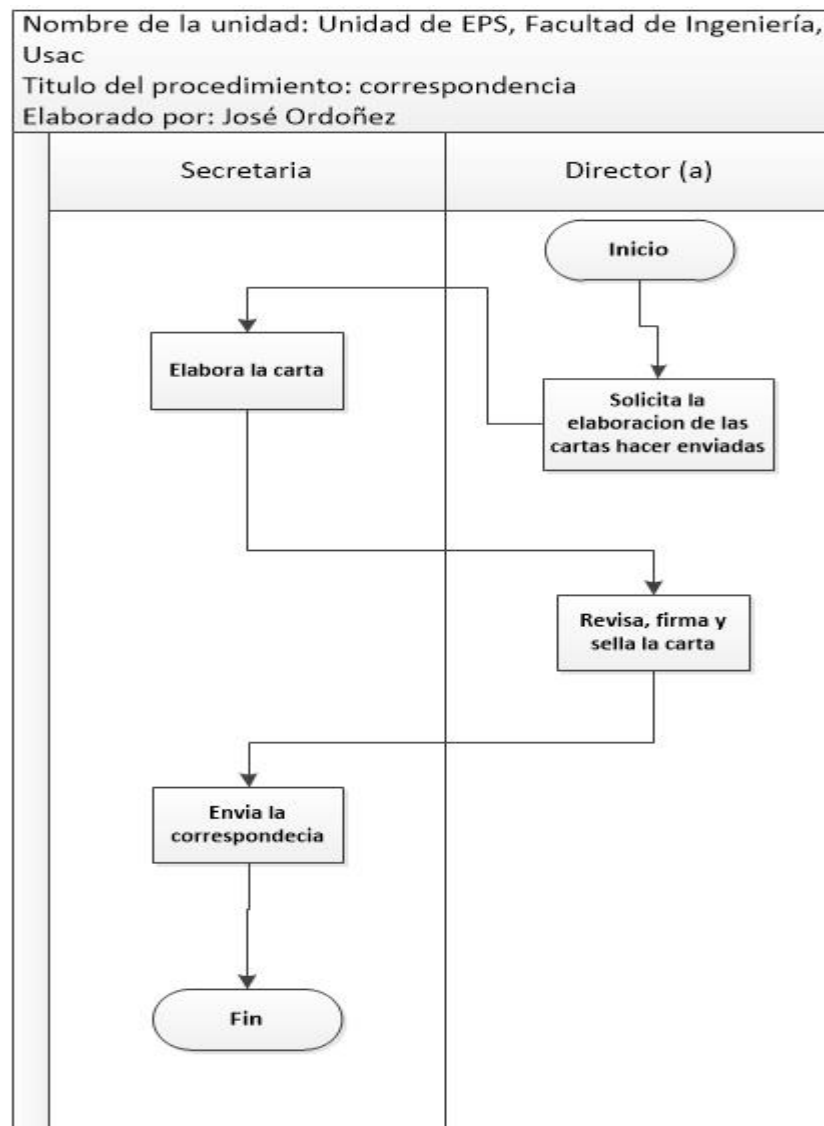 Nombre de la unidad: Unidad de EPS, Facultad de Ingeniería,
Usac
Titulo del procedimiento: correspondencia
Elaborado por: José Ordoñez
Secretaria
Director (a)
Inicio
Elabora la carta
Solicita la
elaboracion de las
cartas hacer enviadas
Revisa, firma y
sella la carta
Envia la
correspondecia
Fin